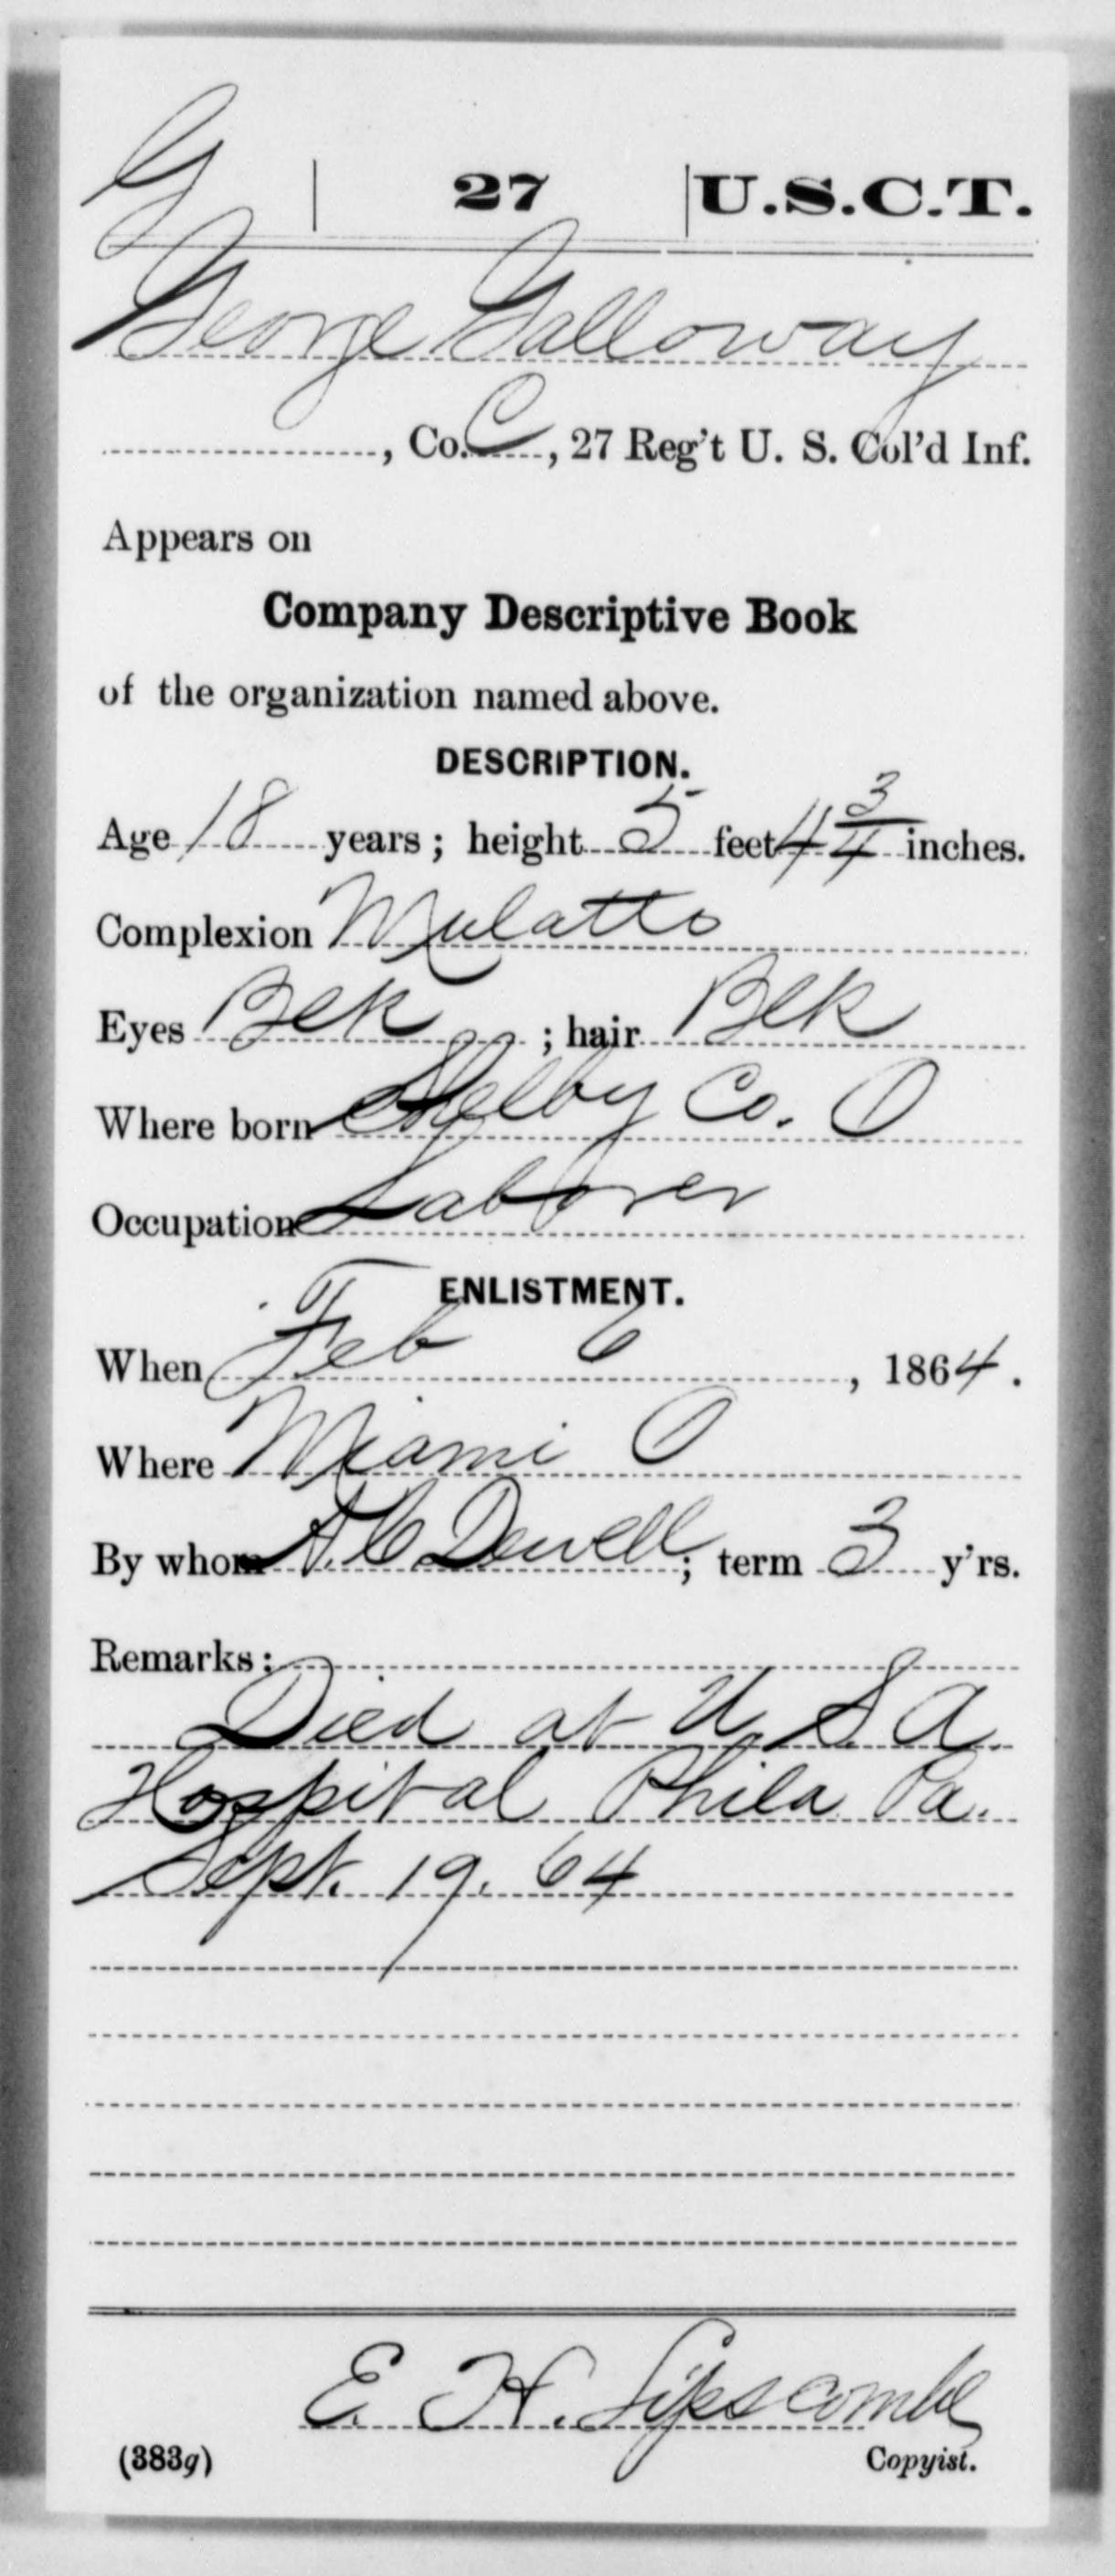 G | 27 | U.S.C.T.
George Galloway
, Co. C, 27 Reg't U. S. Col'd Inf.
Appears on
Company Descriptive Book
of the organization named above.
DESCRIPTION.
Age 18 years; height 5 feet 4 3/4 inches.
Complexion Mulatto
Eyes Blk ; hair Blk
Where born Shelby Co. O
Occupation Laborer
ENLISTMENT.
When Feb 6, 1864.
Where Miami O
By whom A. C Dewell; term 3 y'rs.
Remarks:
Died at U. S. A.
Hospital Phila Pa.
Sept. 19. 64
E. H. Lipscombe
(383g) Copyist.